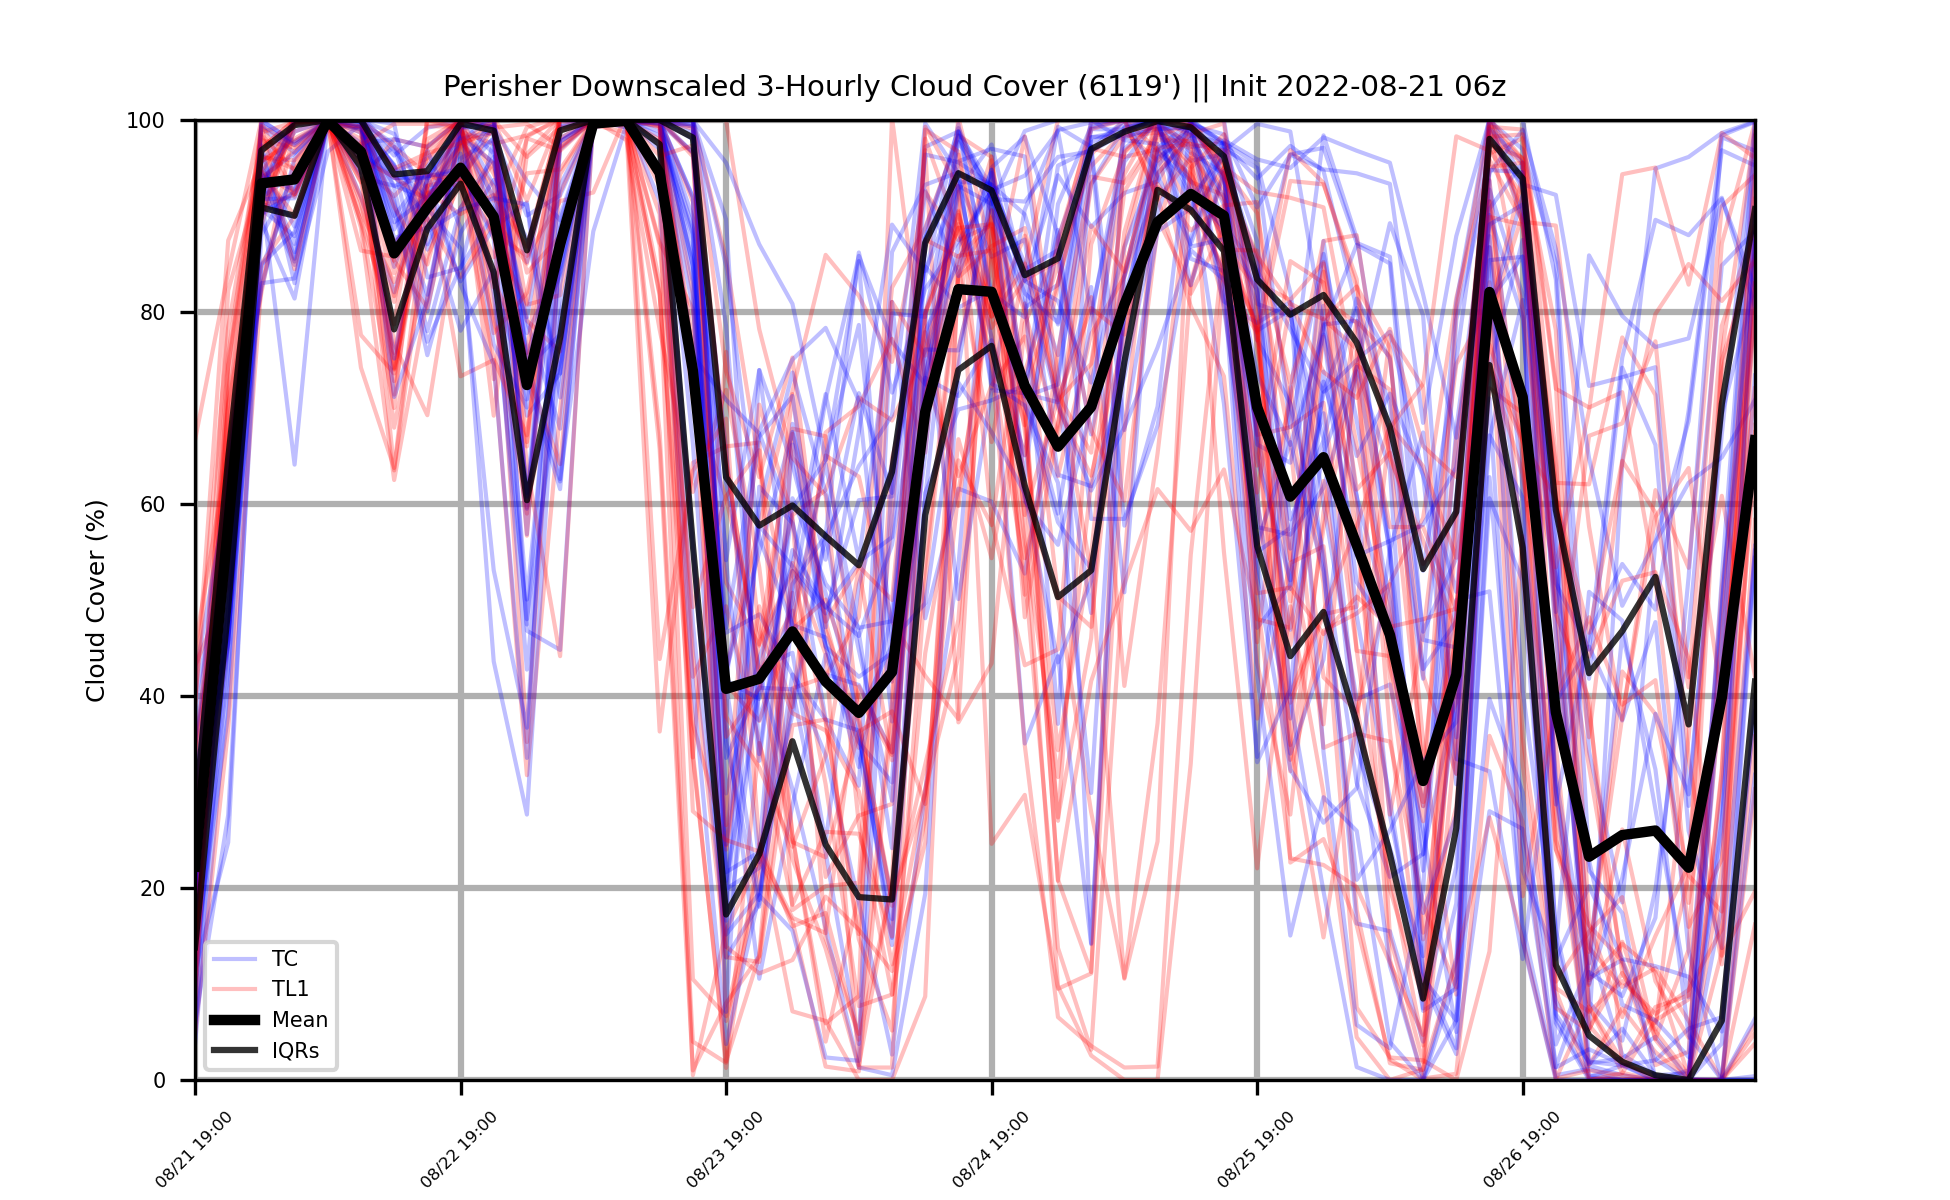 Perisher Downscaled 3-Hourly Cloud Cover (6119') || Init 2022-08-21 06z
100
80
60
40
20
0
Cloud Cover (%)
TC
TL1
Mean
IQRs
08/21 19:00
08/22 19:00
08/23 19:00
08/24 19:00
08/25 19:00
08/26 19:00